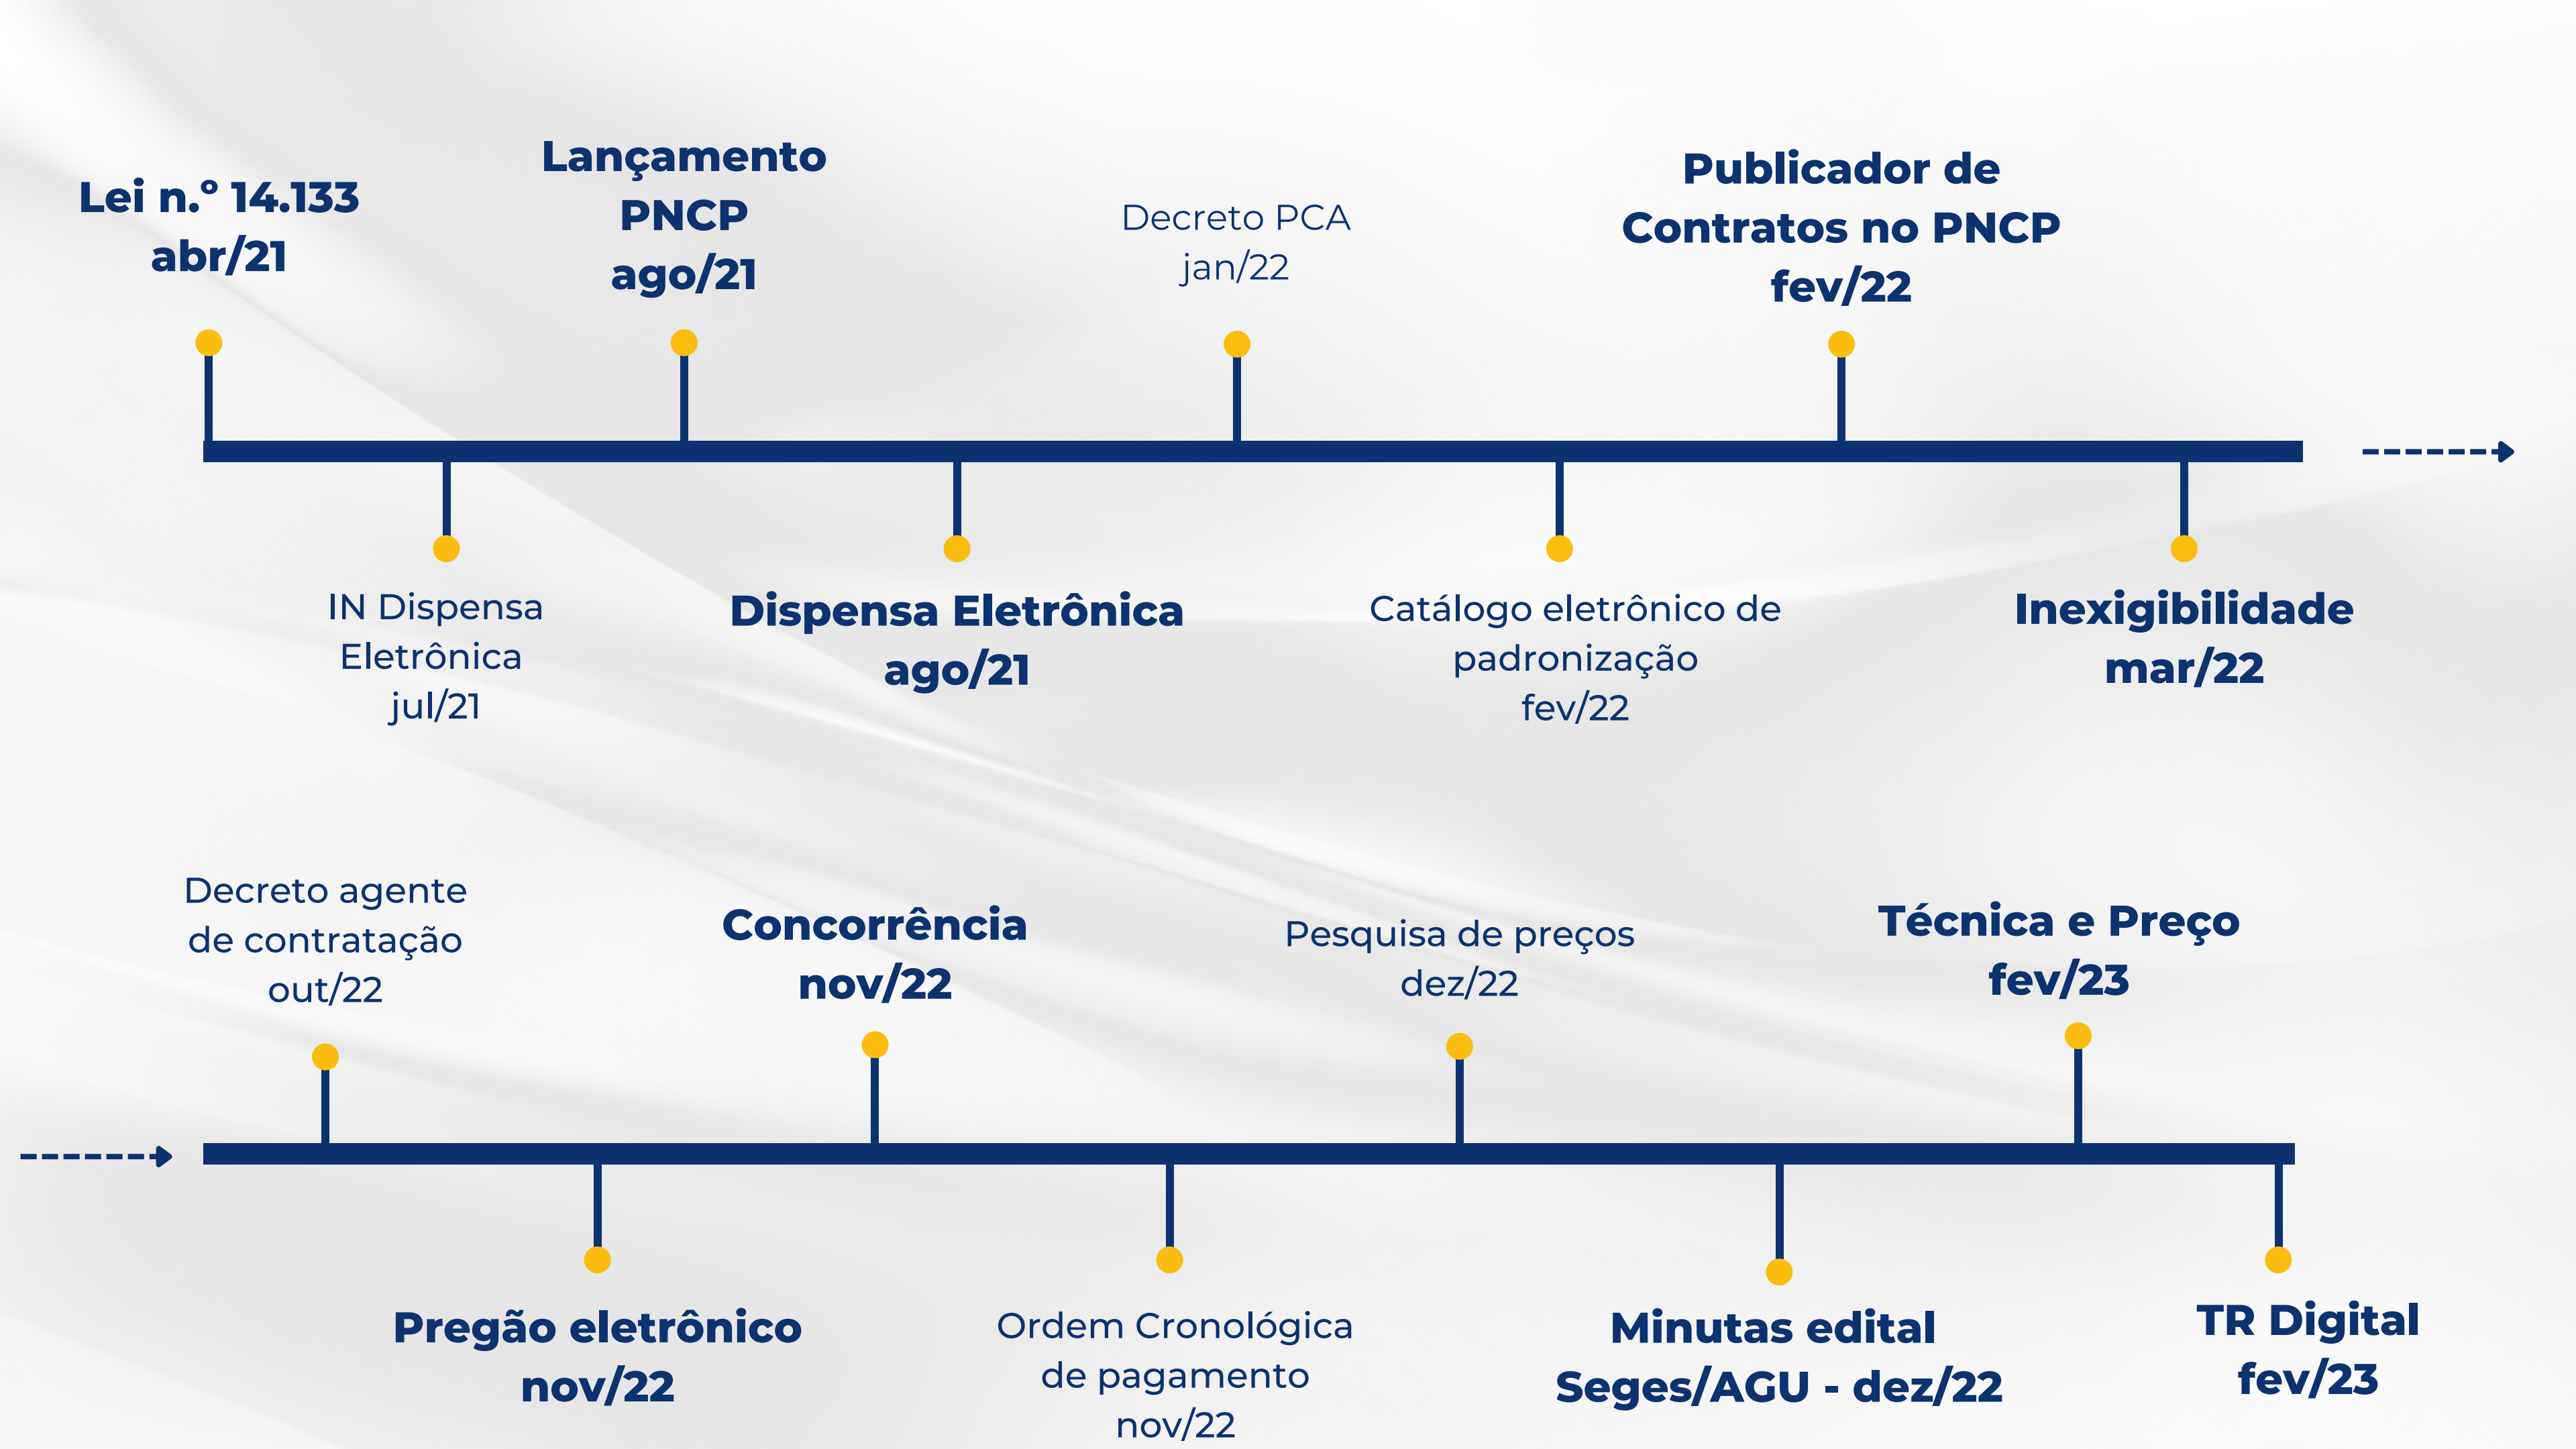 Lei n.º 14.133
abr/21
IN Dispensa
Eletrônica
jul/21
Lançamento
PNCP
ago/21
Dispensa Eletrônica
ago/21
Decreto PCA
jan/22
Catálogo eletrônico de
padronização
fev/22
Publicador de
Contratos no PNCP
fev/22
Inexigibilidade
mar/22
Decreto agente
de contratação
out/22
Pregão eletrônico
nov/22
Concorrência
nov/22
Ordem Cronológica
de pagamento
nov/22
Pesquisa de preços
dez/22
Minutas edital
Seges/AGU - dez/22
Técnica e Preço
fev/23
TR Digital
fev/23